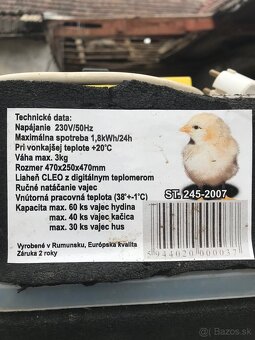 Technické data:
Napájanie 230V/50Hz
Maximálna spotreba 1,8kWh/24h
Pri vonkajšej teplote +20°C
Váha max. 3kg
Rozmer 470x250x470mm
Liaheň CLEO z digitálnym teplomerom
Ručné natáčanie vajec
Vnútorná pracovná teplota (38°+-1°C)
Kapacita max. 60 ks vajec hydina
max. 40 ks vajec kačica
max. 30 ks vajec hus
Vyrobené v Rumunsku, Európska kvalita
Záruka 2 roky
ST. 245-2007
5944020000037
© bazos.sk